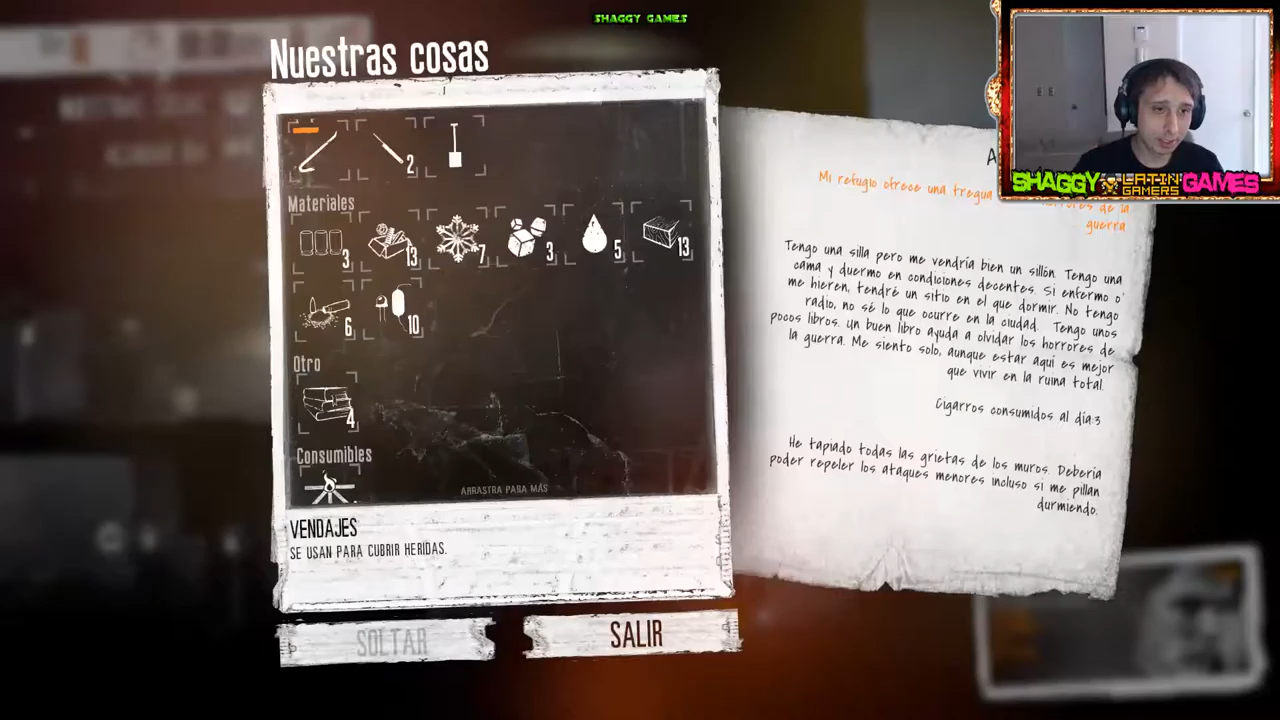 SHAGGY GAMES
Nuestras cosas
2
Materiales
3 13 7 3 5 13
6 10
Otro
4
Consumibles
ARRASTRA PARA MÁS
VENDAJES
SE USAN PARA CUBRIR HERIDAS.
SOLTAR
SALIR
SHAGGY LATIN GAMERS GAMES
Mi refugio ofrece una tregua
horrores de la
guerra
Tengo una silla pero me vendría bien un sillón. Tengo una
cama y duermo en condiciones decentes. Si enfermo o
me hieren, tendré un sitio en el que dormir. No tengo
radio, no sé lo que ocurre en la ciudad. Tengo unos
pocos libros. Un buen libro ayuda a olvidar los horrores de
la guerra. Me siento solo, aunque estar aquí es mejor
que vivir en la ruina total.
Cigarros consumidos al día:3
He tapiado todas las grietas de los muros. Debería
poder repeler los ataques menores incluso si me pillan
durmiendo.